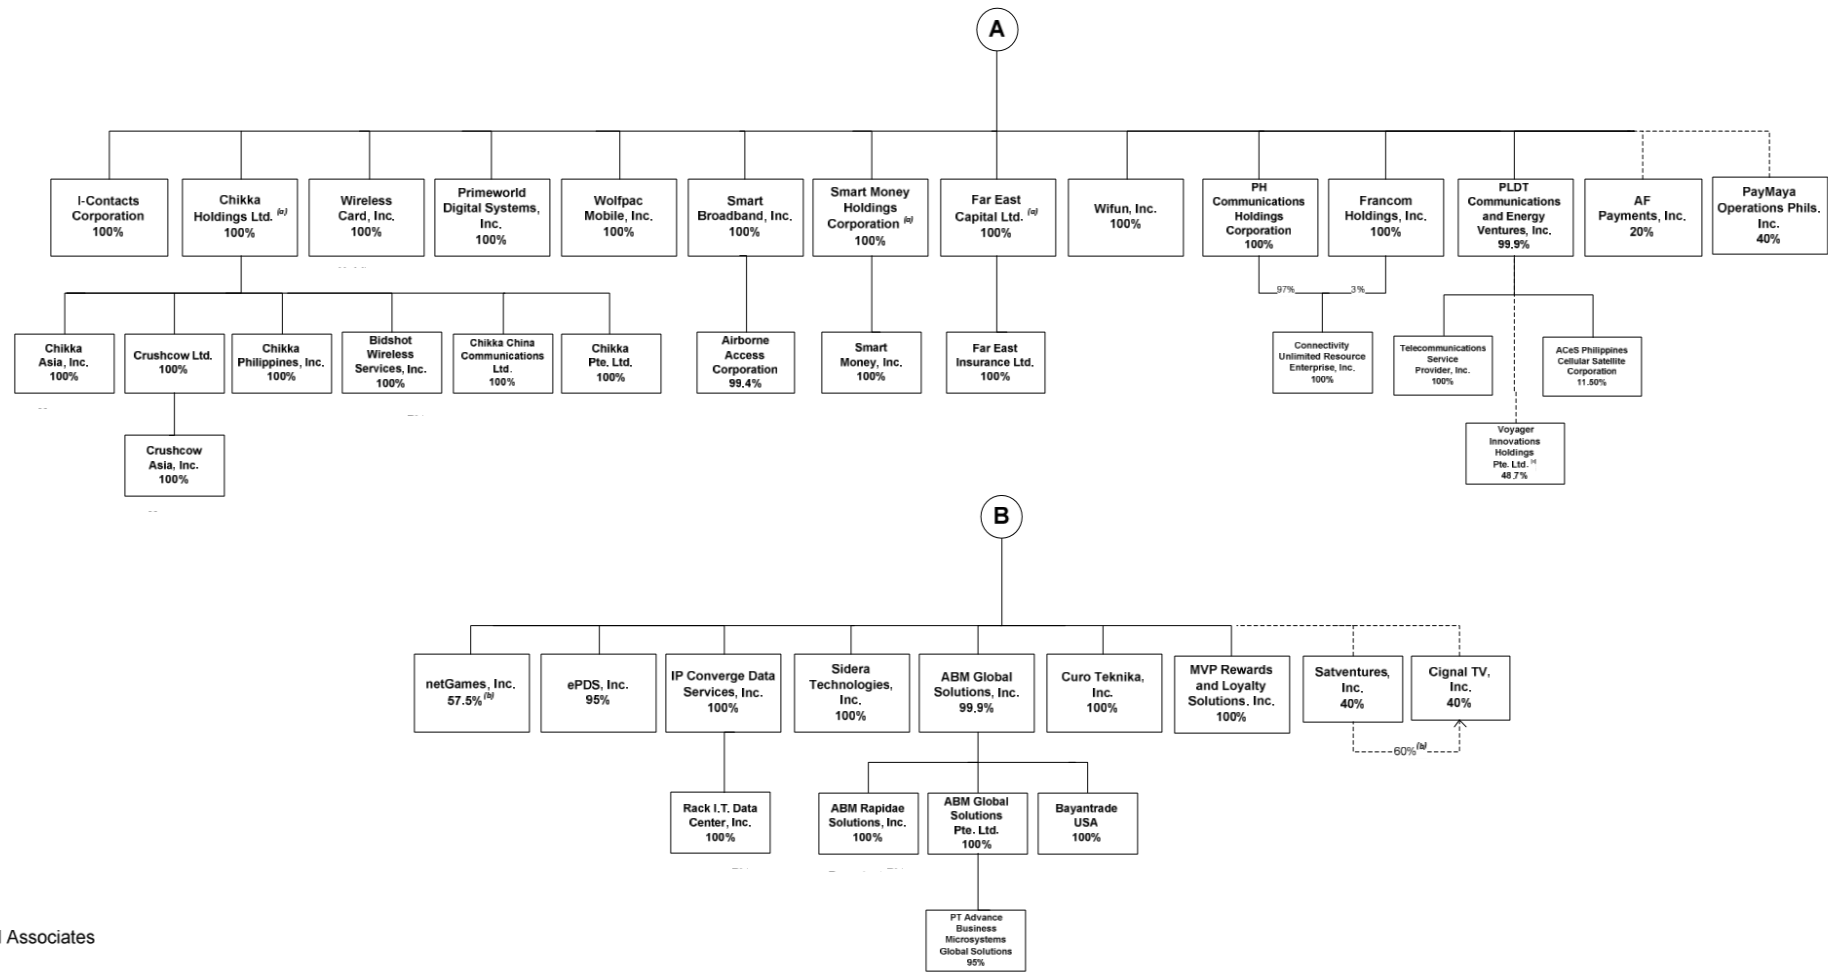 A
I-Contacts
Corporation
100%
Chikka
Holdings Ltd. (a)
100%
Wireless
Card, Inc.
100%
Primeworld
Digital Systems,
Inc.
100%
Wolfpac
Mobile, Inc.
100%
Smart
Broadband, Inc.
100%
Smart Money
Holdings
Corporation (a)
100%
Far East
Capital Ltd. (a)
100%
Wifun, Inc.
100%
PH
Communications
Holdings
Corporation
100%
Francom
Holdings, Inc.
100%
PLDT
Communications
and Energy
Ventures, Inc.
99.9%
AF
Payments, Inc.
20%
PayMaya
Operations Phils.
Inc.
40%
97%
3%
Chikka
Asia, Inc.
100%
Crushcow Ltd.
100%
Chikka
Philippines, Inc.
100%
Bidshot
Wireless
Services, Inc.
100%
Chikka China
Communications
Ltd.
100%
Chikka
Pte. Ltd.
100%
Airborne
Access
Corporation
99.4%
Smart
Money, Inc.
100%
Far East
Insurance Ltd.
100%
Connectivity
Unlimited Resource
Enterprise, Inc.
100%
Telecommunications
Service
Provider, Inc.
100%
ACeS Philippines
Cellular Satellite
Corporation
11.50%
Crushcow
Asia, Inc.
100%
Voyager
Innovations
Holdings
Pte. Ltd.
48.7%
B
netGames, Inc.
57.5% (b)
ePDS, Inc.
95%
IP Converge Data
Services, Inc.
100%
Sidera
Technologies,
Inc.
100%
ABM Global
Solutions, Inc.
99.9%
Curo Teknika,
Inc.
100%
MVP Rewards
and Loyalty
Solutions. Inc.
100%
Satventures,
Inc.
40%
Cignal TV,
Inc.
40%
60% (b)
Rack I.T. Data
Center, Inc.
100%
ABM Rapidae
Solutions, Inc.
100%
ABM Global
Solutions
Pte. Ltd.
100%
Bayantrade
USA
100%
PT Advance
Business
Microsystems
Global Solutions
95%
Associates